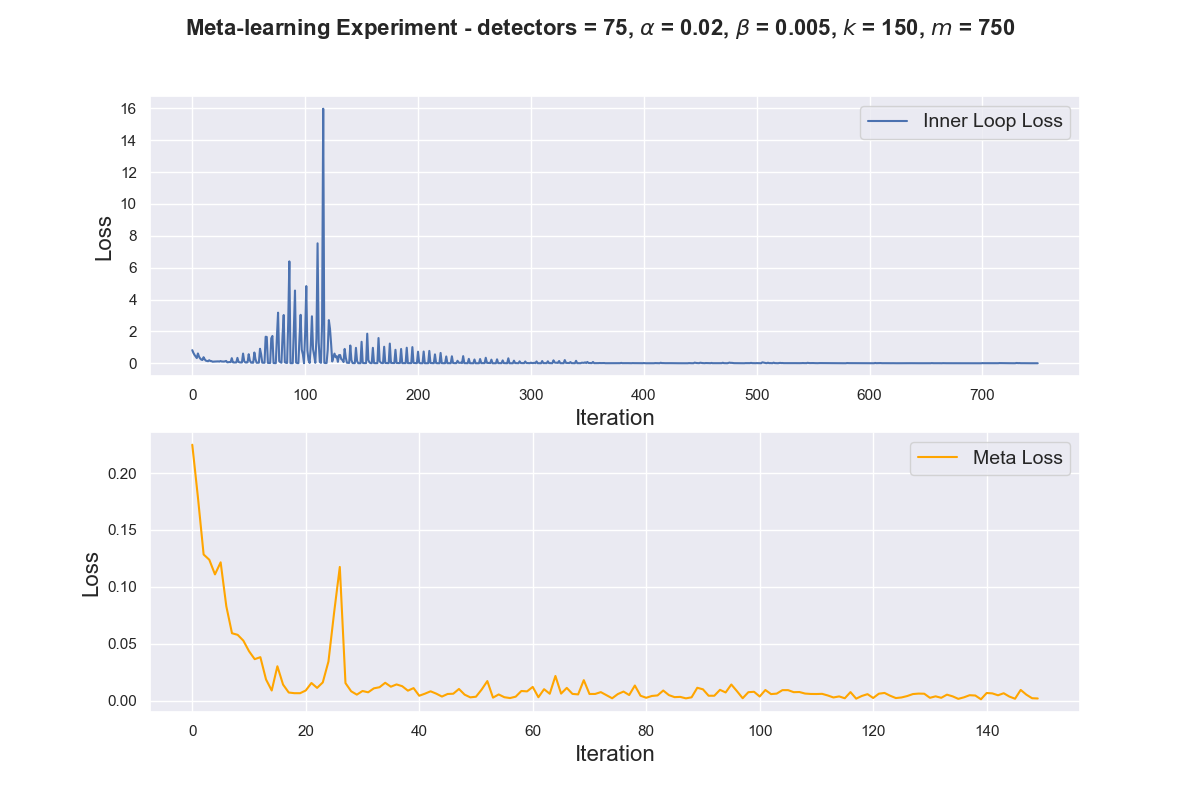 Meta-learning Experiment - detectors = 75, α = 0.02, β = 0.005, k = 150, m = 750
16
14
12
10
8
6
4
2
0
Loss
Inner Loop Loss
0 100 200 300 400 500 600 700
Iteration
0.20
0.15
0.10
0.05
0.00
Loss
Meta Loss
0 20 40 60 80 100 120 140
Iteration